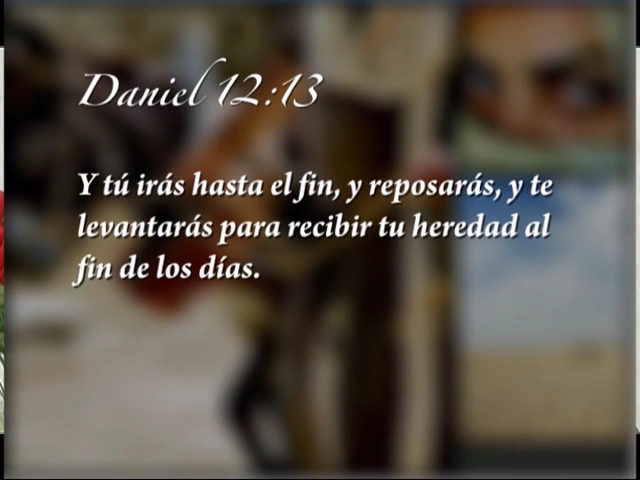 Daniel 12:13
Y tú irás hasta el fin, y reposarás, y te
levantarás para recibir tu heredad al
fin de los días.